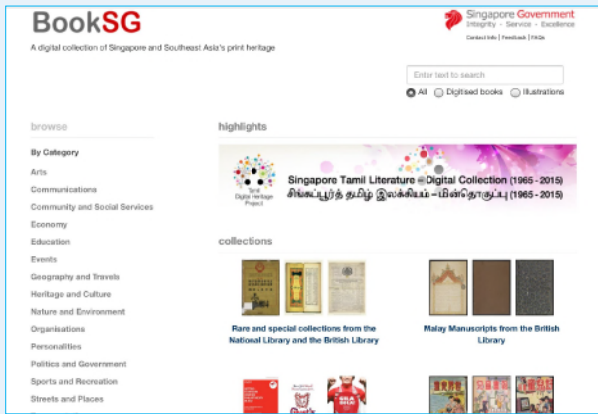 BookSG
A digital collection of Singapore and Southeast Asia's print heritage
Singapore Government
Integrity · Service · Excellence
Contact Info | Feedback | FAQs
Enter text to search
All Digitised books Illustrations
browse
By Category
Arts
Communications
Community and Social Services
Economy
Education
Events
Geography and Travels
Heritage and Culture
Nature and Environment
Organisations
Personalities
Politics and Government
Sports and Recreation
Streets and Places
highlights
Tamil
Digital Heritage
Project
Singapore Tamil Literature – Digital Collection (1965 - 2015)
சிங்கப்பூர்த் தமிழ் இலக்கியம் – மின்தொகுப்பு (1965 - 2015)
collections
Rare and special collections from the
National Library and the British Library
Malay Manuscripts from the British
Library